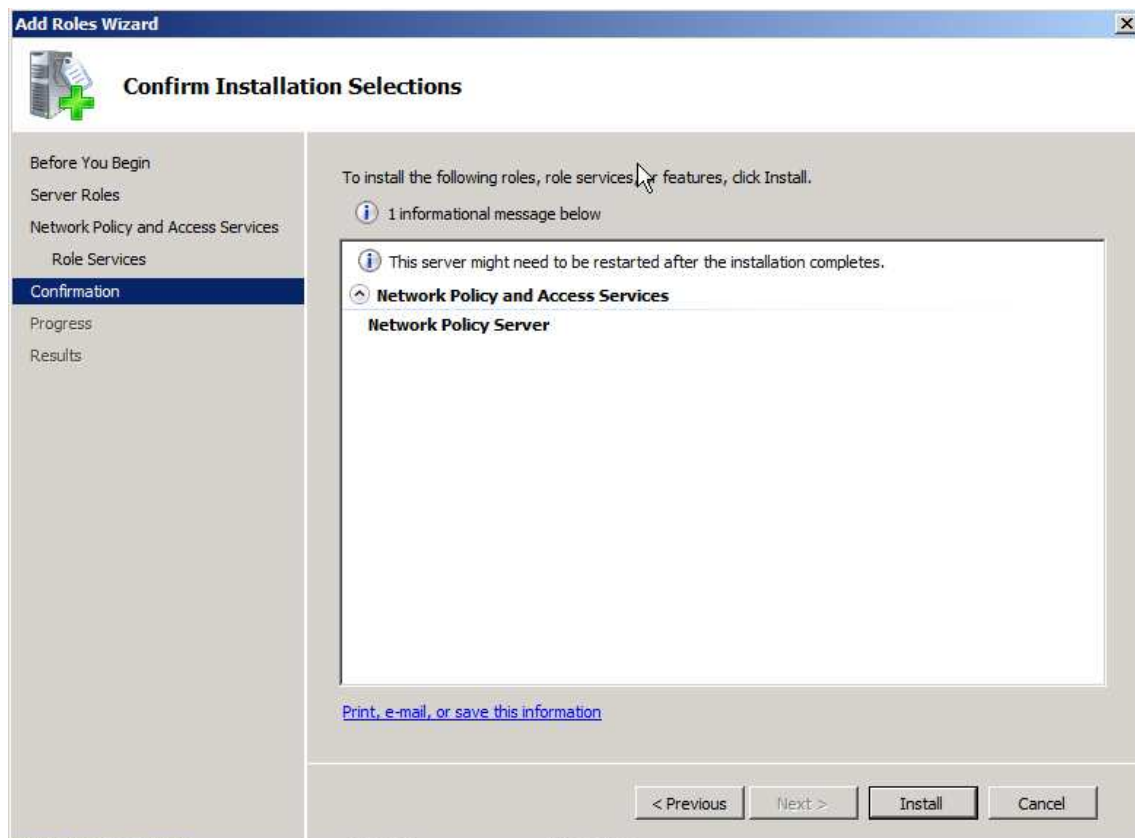 Add Roles Wizard
Confirm Installation Selections
Before You Begin
Server Roles
Network Policy and Access Services
Role Services
Confirmation
Progress
Results
To install the following roles, role services, or features, click Install.
1 informational message below
This server might need to be restarted after the installation completes.
Network Policy and Access Services
Network Policy Server
Print, e-mail, or save this information
< Previous
Next >
Install
Cancel